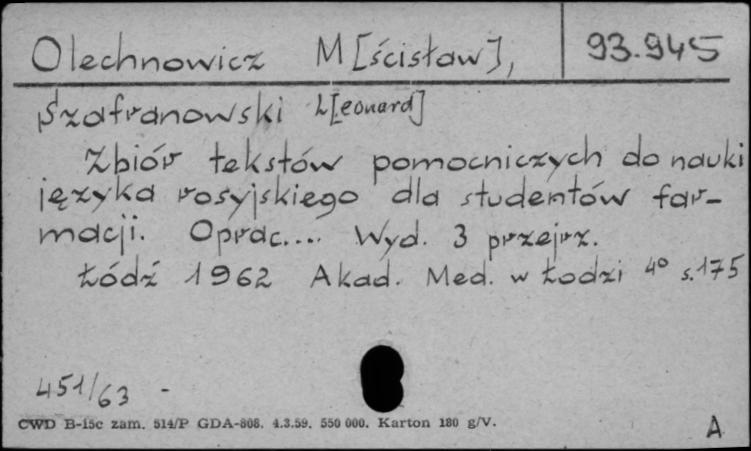 Olechnowicz M[ścisław], 93.945
Szafranowski L[eonard]
Zbiór tekstów pomocniczych do nauki
języka rosyjskiego dla studentów far-
macji. Oprac.... Wyd. 3 przejrz.
Łódź 1962 Akad. Med. w Łodzi 4° s.175
451/63 -
CWD B-15c zam. 514/P GDA-808. 4.3.59. 550 000. Karton 180 g/V.
A